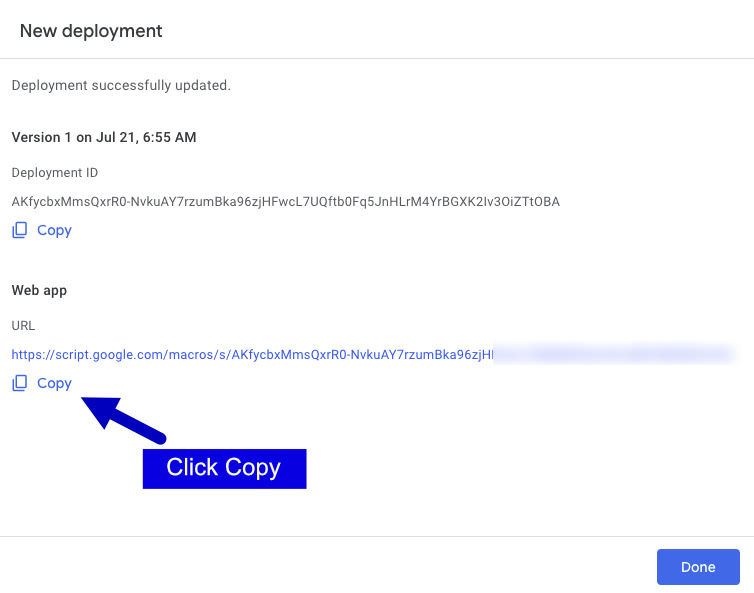 New deployment
Deployment successfully updated.
Version 1 on Jul 21, 6:55 AM
Deployment ID
AKfycbxMmsQxrR0-NvkuAY7rzumBka96zjHFwcL7UQftb0Fq5JnHLrM4YrBGXK2Iv3OiZTtOBA
Copy
Web app
URL
https://script.google.com/macros/s/AKfycbxMmsQxrR0-NvkuAY7rzumBka96zjH
Copy
Click Copy
Done